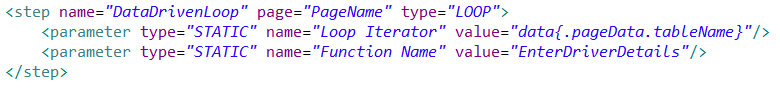 <step name="DataDrivenLoop" page="PageName" type="LOOP">
<parameter type="STATIC" name="Loop Iterator" value="data{.pageData.tableName}"/>
<parameter type="STATIC" name="Function Name" value="EnterDriverDetails"/>
</step>